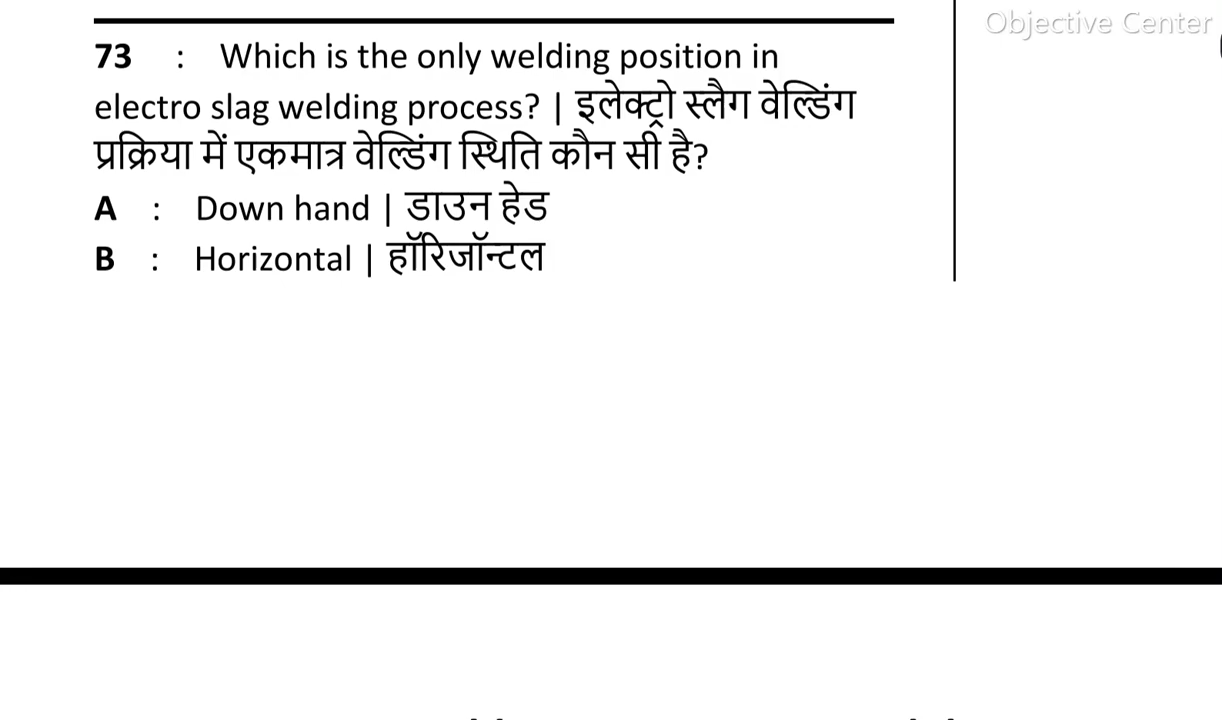 Objective Center
73 : Which is the only welding position in
electro slag welding process? | इलेक्ट्रो स्लैग वेल्डिंग
प्रक्रिया में एकमात्र वेल्डिंग स्थिति कौन सी है?
A : Down hand | डाउन हेड
B : Horizontal | हॉरिजॉन्टल